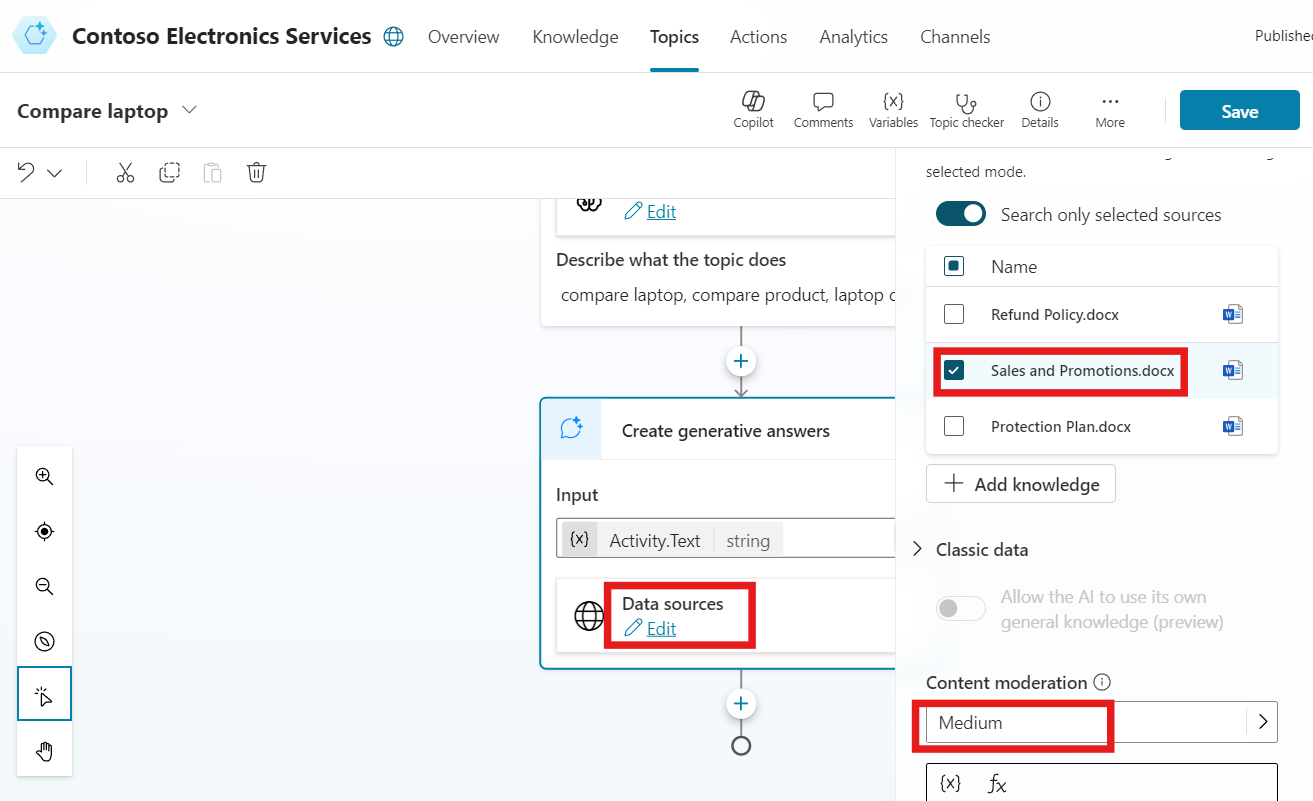 Contoso Electronics Services
Overview
Knowledge
Topics
Actions
Analytics
Channels
Compare laptop
Copilot
Comments
{x}
Variables
Topic checker
Details
More
Save
Edit
Describe what the topic does
compare laptop, compare product, laptop
Create generative answers
Input
{x} Activity.Text string
Data sources
Edit
selected mode.
Search only selected sources
Name
Refund Policy.docx
Sales and Promotions.docx
Protection Plan.docx
Add knowledge
Classic data
Allow the AI to use its own
general knowledge (preview)
Content moderation
Medium
{x} fx